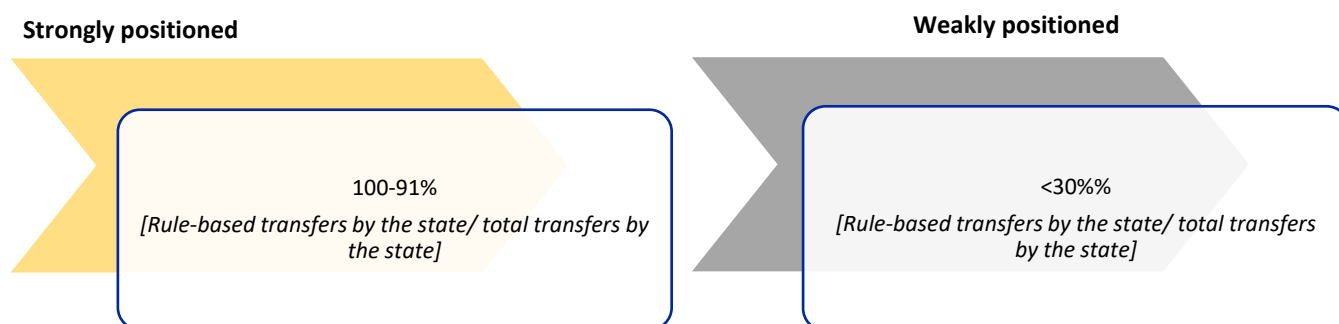 Strongly positioned
Weakly positioned
100-91%
[Rule-based transfers by the state/ total transfers by
the state]
<30%%
[Rule-based transfers by the state/ total transfers
by the state]